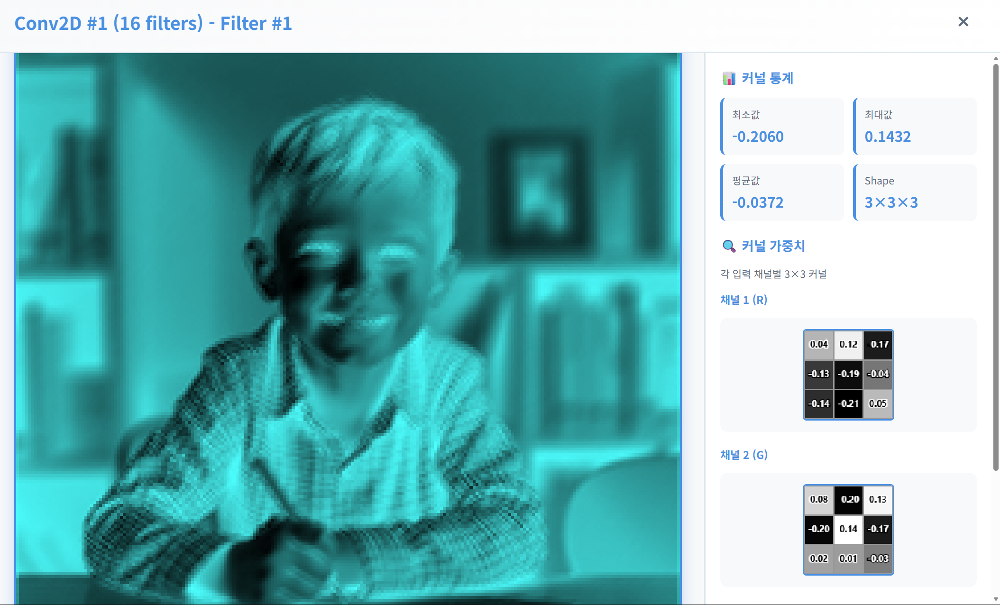 Conv2D #1 (16 filters) - Filter #1
✕
📊 커널 통계
최소값
-0.2060
최대값
0.1432
평균값
-0.0372
Shape
3×3×3
🔍 커널 가중치
각 입력 채널별 3×3 커널
채널 1 (R)
0.04 0.12 -0.17
-0.13 -0.19 -0.04
-0.14 -0.21 0.05
채널 2 (G)
0.08 -0.20 0.13
-0.20 0.14 -0.17
0.02 0.01 -0.03